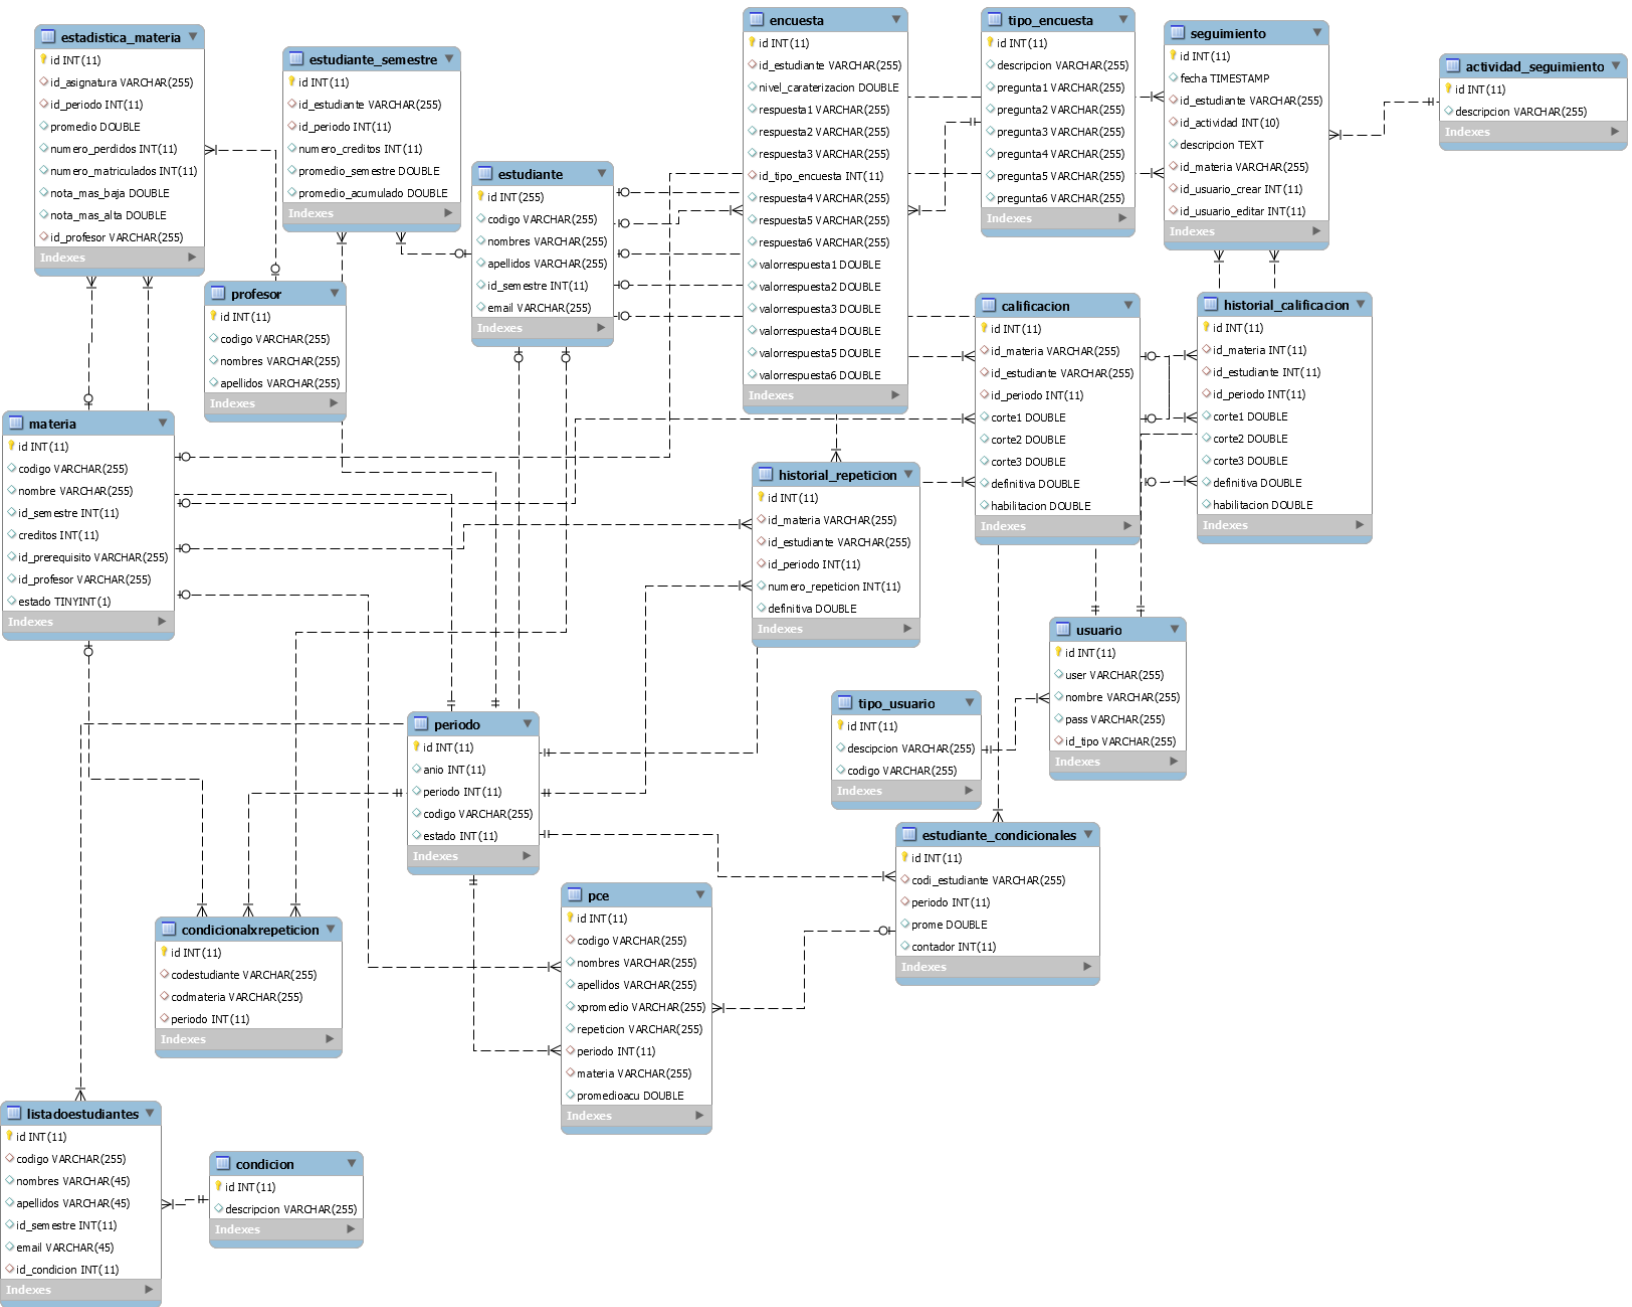 estadistica_materia
id INT(11)
id_asignatura VARCHAR(255)
id_periodo INT(11)
promedio DOUBLE
numero_perdidos INT(11)
numero_matriculados INT(11)
nota_mas_baja DOUBLE
nota_mas_alta DOUBLE
id_profesor VARCHAR(255)
Indexes
estudiante_semestre
id INT(11)
id_estudiante VARCHAR(255)
id_periodo INT(11)
numero_creditos INT(11)
promedio_semestre DOUBLE
promedio_acumulado DOUBLE
Indexes
estudiante
id INT(255)
codigo VARCHAR(255)
nombres VARCHAR(255)
apellidos VARCHAR(255)
id_semestre INT(11)
email VARCHAR(255)
Indexes
encuesta
id INT(11)
id_estudiante VARCHAR(255)
nivel_caraterizacion DOUBLE
respuesta1 VARCHAR(255)
respuesta2 VARCHAR(255)
respuesta3 VARCHAR(255)
id_tipo_encuesta INT(11)
respuesta4 VARCHAR(255)
respuesta5 VARCHAR(255)
respuesta6 VARCHAR(255)
valorrespuesta1 DOUBLE
valorrespuesta2 DOUBLE
valorrespuesta3 DOUBLE
valorrespuesta4 DOUBLE
valorrespuesta5 DOUBLE
valorrespuesta6 DOUBLE
Indexes
tipo_encuesta
id INT(11)
descripcion VARCHAR(255)
pregunta1 VARCHAR(255)
pregunta2 VARCHAR(255)
pregunta3 VARCHAR(255)
pregunta4 VARCHAR(255)
pregunta5 VARCHAR(255)
pregunta6 VARCHAR(255)
Indexes
seguimiento
id INT(11)
fecha TIMESTAMP
id_estudiante VARCHAR(255)
id_actividad INT(10)
descripcion TEXT
id_materia VARCHAR(255)
id_usuario_crear INT(11)
id_usuario_editar INT(11)
Indexes
actividad_seguimiento
id INT(11)
descripcion VARCHAR(255)
Indexes
profesor
id INT(11)
codigo VARCHAR(255)
nombres VARCHAR(255)
apellidos VARCHAR(255)
Indexes
calificacion
id INT(11)
id_materia VARCHAR(255)
id_estudiante VARCHAR(255)
id_periodo INT(11)
corte1 DOUBLE
corte2 DOUBLE
corte3 DOUBLE
definitiva DOUBLE
habilitacion DOUBLE
Indexes
historial_calificacion
id INT(11)
id_materia INT(11)
id_estudiante INT(11)
id_periodo INT(11)
corte1 DOUBLE
corte2 DOUBLE
corte3 DOUBLE
definitiva DOUBLE
habilitacion DOUBLE
Indexes
materia
id INT(11)
codigo VARCHAR(255)
nombre VARCHAR(255)
id_semestre INT(11)
creditos INT(11)
id_prerequisito VARCHAR(255)
id_profesor VARCHAR(255)
estado TINYINT(1)
Indexes
historial_repeticion
id INT(11)
id_materia VARCHAR(255)
id_estudiante VARCHAR(255)
id_periodo INT(11)
numero_repeticion INT(11)
definitiva DOUBLE
Indexes
usuario
id INT(11)
user VARCHAR(255)
nombre VARCHAR(255)
pass VARCHAR(255)
id_tipo VARCHAR(255)
Indexes
tipo_usuario
id INT(11)
descipcion VARCHAR(255)
codigo VARCHAR(255)
Indexes
periodo
id INT(11)
anio INT(11)
periodo INT(11)
codigo VARCHAR(255)
estado INT(11)
Indexes
estudiante_condicionales
id INT(11)
codi_estudiante VARCHAR(255)
periodo INT(11)
prome DOUBLE
contador INT(11)
Indexes
pce
id INT(11)
codigo VARCHAR(255)
nombres VARCHAR(255)
apellidos VARCHAR(255)
xpromedio VARCHAR(255)
repeticion VARCHAR(255)
periodo INT(11)
materia VARCHAR(255)
promedioacu DOUBLE
Indexes
condicionalxrepeticion
id INT(11)
codestudiante VARCHAR(255)
codmateria VARCHAR(255)
periodo INT(11)
Indexes
listadoestudiantes
id INT(11)
codigo VARCHAR(255)
nombres VARCHAR(45)
apellidos VARCHAR(45)
id_semestre INT(11)
email VARCHAR(45)
id_condicion INT(11)
Indexes
condicion
id INT(11)
descripcion VARCHAR(255)
Indexes